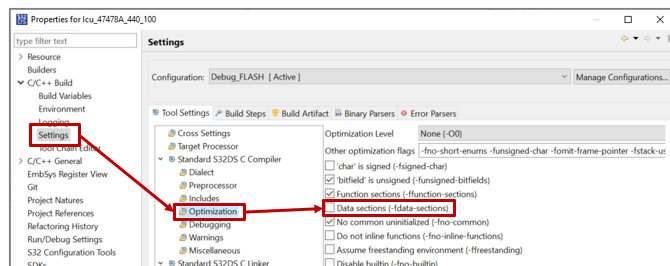 Properties for lcu_47478A_440_100
type filter text
Settings
Resource
Builders
C/C++ Build
Build Variables
Environment
Logging
Settings
Tool Chain Editor
C/C++ General
EmbSys Register View
Git
Project Natures
Project References
Refactoring History
Run/Debug Settings
S32 Configuration Tools
SDKs
Configuration: Debug_FLASH [ Active ] Manage Configurations...
Tool Settings Build Steps Build Artifact Binary Parsers Error Parsers
Cross Settings
Target Processor
Standard S32DS C Compiler
Dialect
Preprocessor
Includes
Optimization
Debugging
Warnings
Miscellaneous
Standard S32DS C Linker
Optimization Level None (-O0)
Other optimization flags -fno-short-enums -funsigned-char -fomit-frame-pointer -fstack-us
'char' is signed (-fsigned-char)
'bitfield' is unsigned (-funsigned-bitfields)
Function sections (-ffunction-sections)
Data sections (-fdata-sections)
No common uninitialized (-fno-common)
Do not inline functions (-fno-inline-functions)
Assume freestanding environment (-ffreestanding)
Disable builtin (-fno-builtin)